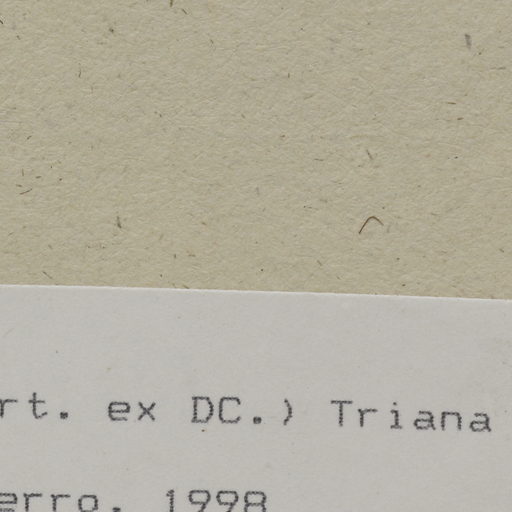 rt. ex DC.) Triana
erro, 1998